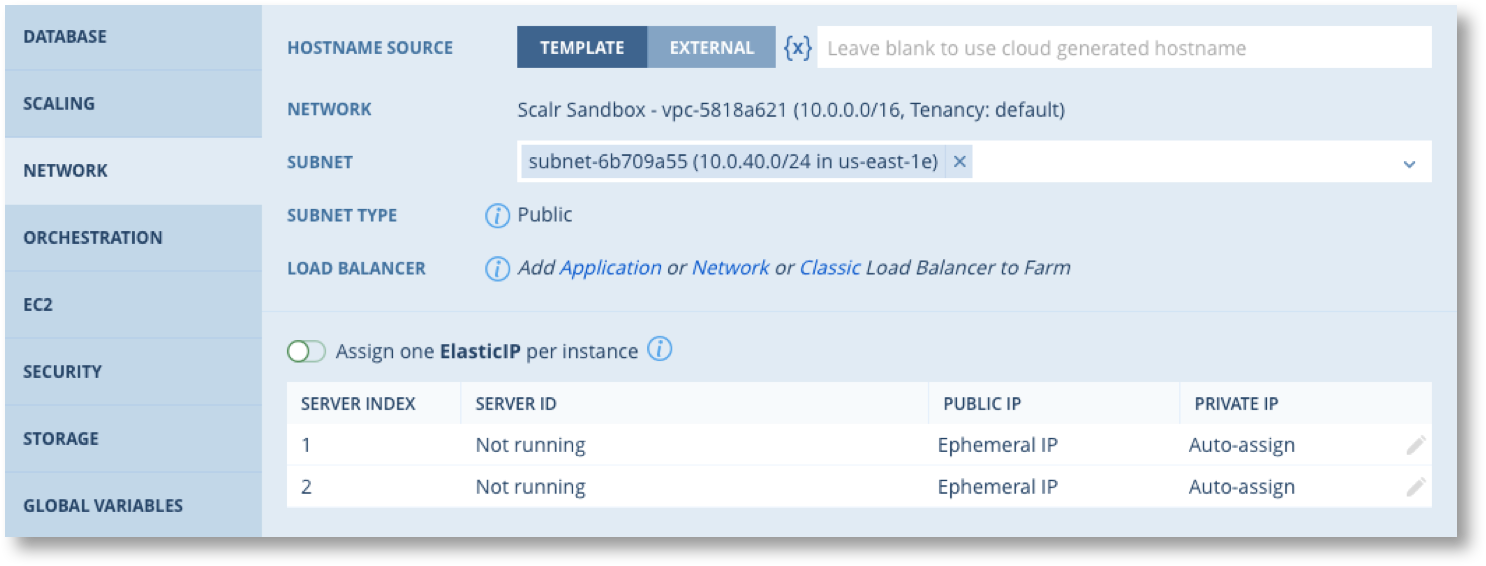 DATABASE
SCALING
NETWORK
ORCHESTRATION
EC2
SECURITY
STORAGE
GLOBAL VARIABLES
HOSTNAME SOURCE TEMPLATE EXTERNAL {x} Leave blank to use cloud generated hostname
NETWORK Scalr Sandbox - vpc-5818a621 (10.0.0.0/16, Tenancy: default)
SUBNET subnet-6b709a55 (10.0.40.0/24 in us-east-1e) ×
SUBNET TYPE i Public
LOAD BALANCER i Add Application or Network or Classic Load Balancer to Farm
Assign one ElasticIP per instance i
SERVER INDEX SERVER ID PUBLIC IP PRIVATE IP
1 Not running Ephemeral IP Auto-assign
2 Not running Ephemeral IP Auto-assign